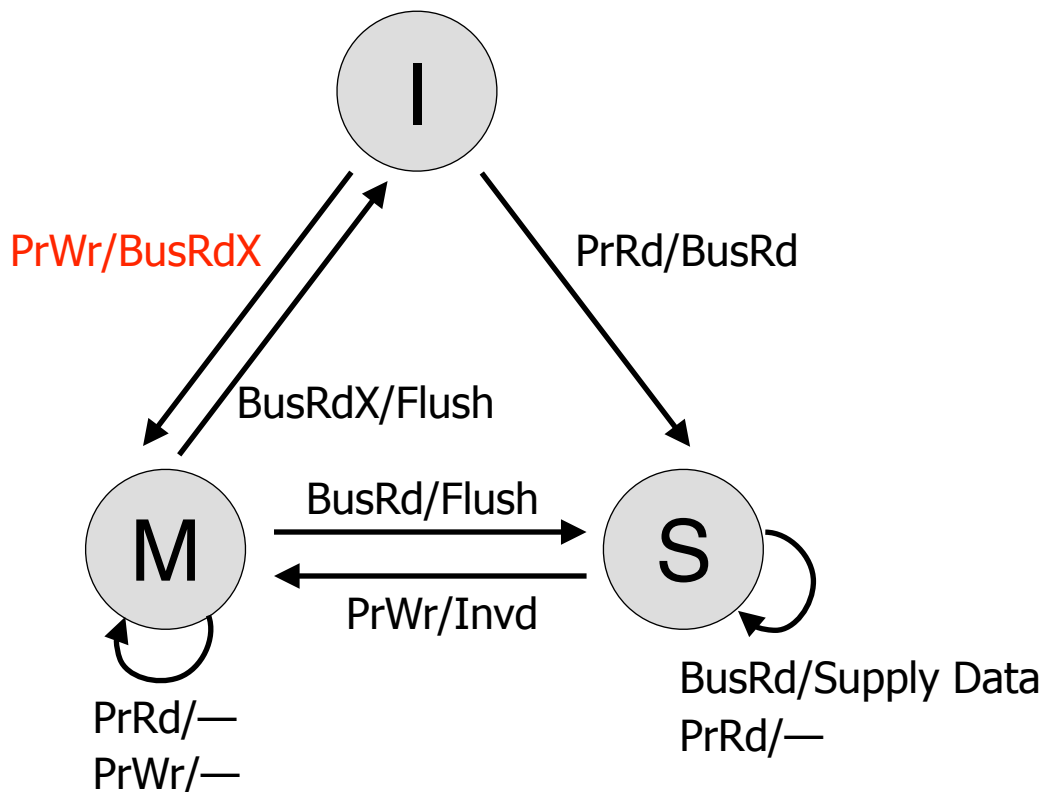 I
PrWr/BusRdX
PrRd/BusRd
BusRdX/Flush
BusRd/Flush
M
S
PrWr/Invd
BusRd/Supply Data
PrRd/—
PrRd/—
PrWr/—